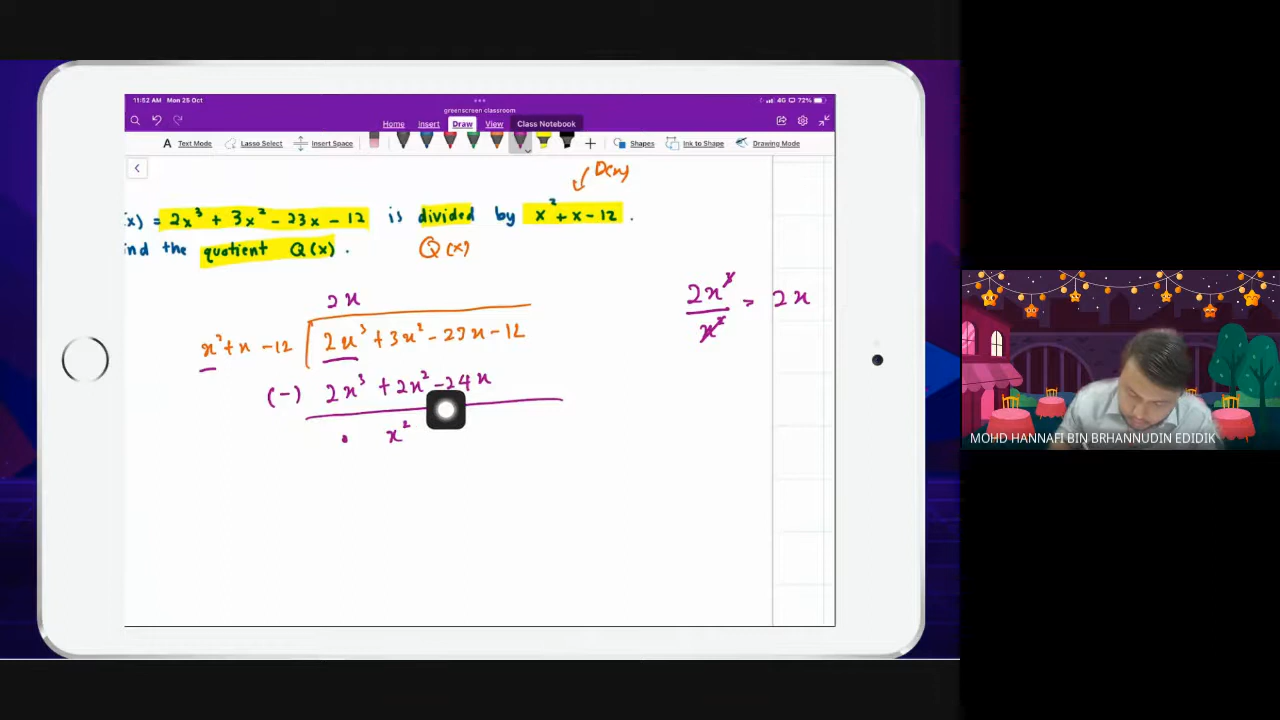 11:52 AM Mon 25 Oct
4G 72%
greenscreen classroom
Home Insert Draw View Class Notebook
Text Mode Lasso Select Insert Space Shapes Ink to Shape Drawing Mode
D(x)
(x) = 2x³ + 3x² - 23x - 12 is divided by x² + x - 12 .
ind the quotient Q(x) . Q(x)
2x
2x³/x² = 2x
x² + x - 12 2x³ + 3x² - 23x - 12
(-) 2x³ + 2x² - 24x
x²
MOHD HANNAFI BIN BRHANNUDIN EDIDIK